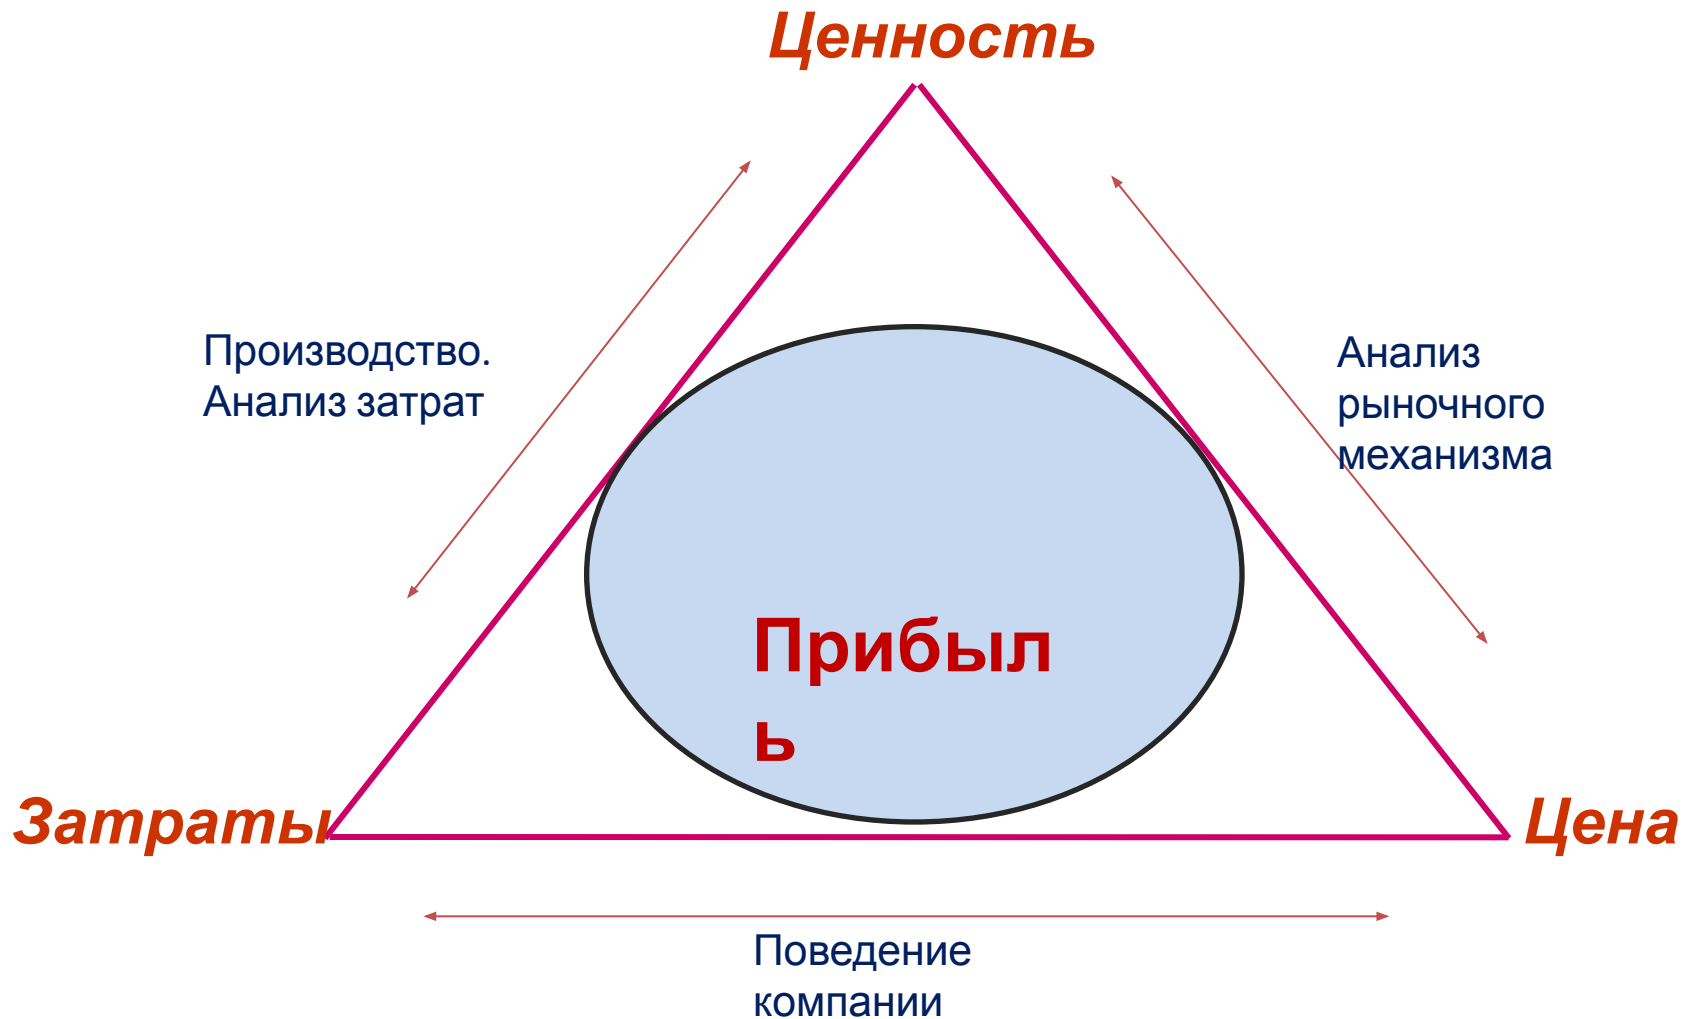 Ценность
Производство.
Анализ затрат
Анализ
рыночного
механизма
Прибыл
ь
Затраты
Цена
Поведение
компании